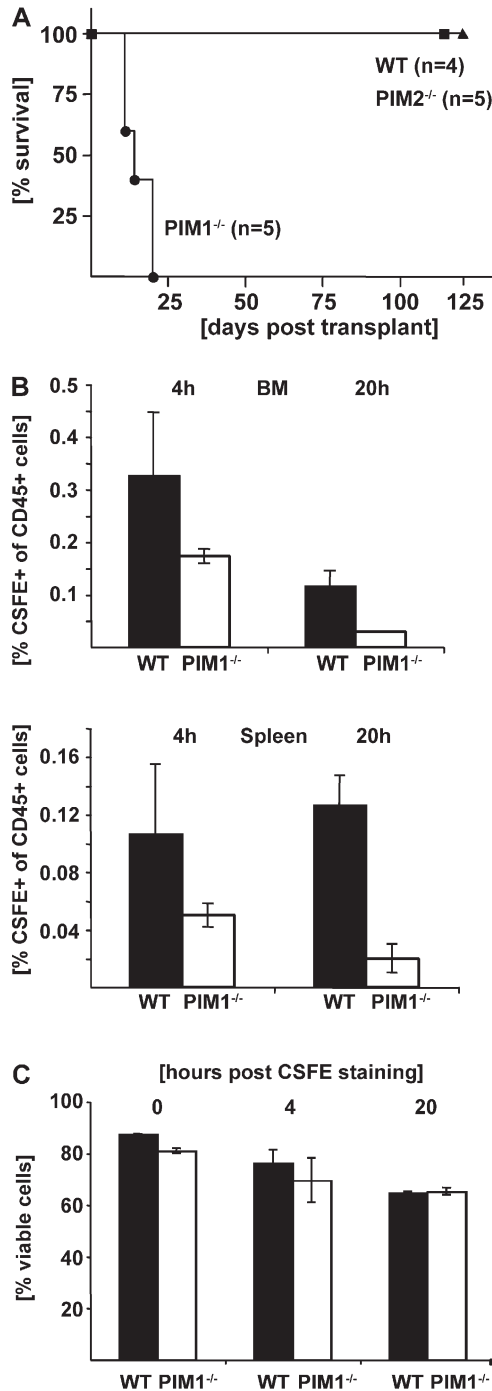 A
[% survival]
100
75
50
25
WT (n=4)
PIM2-/- (n=5)
PIM1-/- (n=5)
25 50 75 100 125
[days post transplant]
B
[% CSFE+ of CD45+ cells]
0.5
0.4
0.3
0.2
0.1
4h BM 20h
WT PIM1-/- WT PIM1-/-
[% CSFE+ of CD45+ cells]
0.16
0.12
0.08
0.04
4h Spleen 20h
WT PIM1-/- WT PIM1-/-
C
[hours post CSFE staining]
0 4 20
[% viable cells]
100
80
60
40
20
WT PIM1-/- WT PIM1-/- WT PIM1-/-